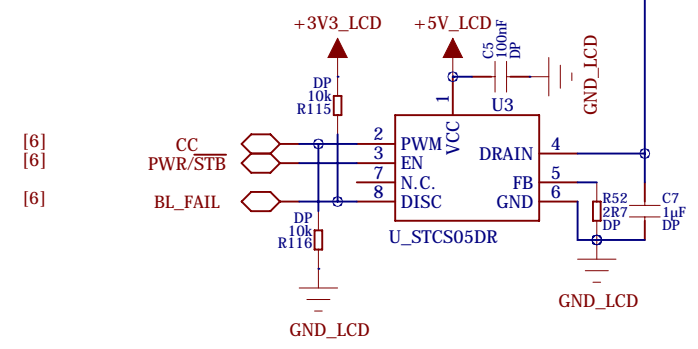 +3V3_LCD
+5V_LCD
C5
100nF
DP
GND_LCD
DP
10k
R115
1
U3
[6]
CC
2
PWM
VCC
DRAIN
4
[6]
PWR/STB
3
EN
7
N.C.
FB
5
[6]
BL_FAIL
8
DISC
GND
6
R52
2R7
DP
C7
1µF
DP
DP
10k
R116
U_STCS05DR
GND_LCD
GND_LCD